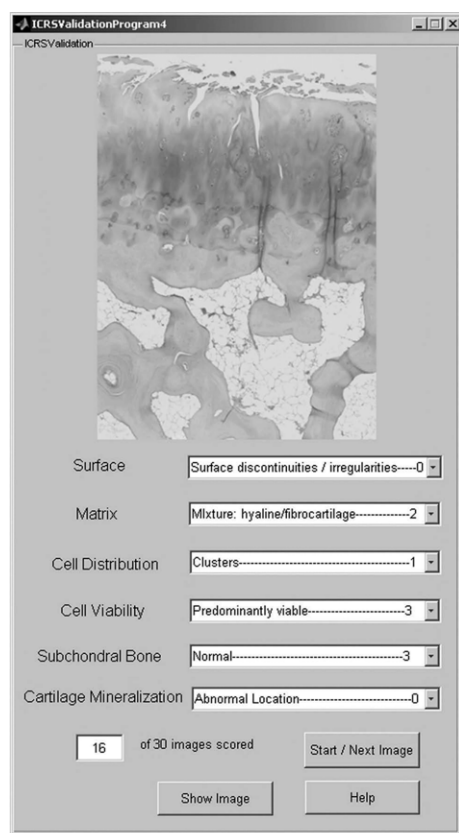 ICRSValidationProgram4
ICRSValidation
Surface Surface discontinuities / irregularities-----0
Matrix MIxture: hyaline/fibrocartilage-------------2
Cell Distribution Clusters-----------------------------------------1
Cell Viability Predominantly viable-----------------------3
Subchondral Bone Normal-----------------------------------------3
Cartilage Mineralization Abnormal Location---------------------------0
16 of 30 images scored Start / Next Image
Show Image Help